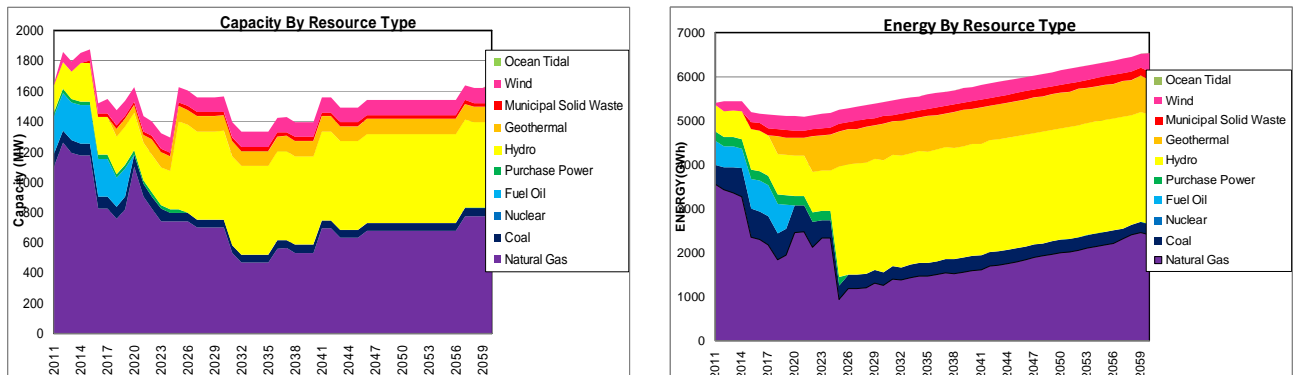 Capacity By Resource Type
Capacity (MW)
2000
1800
1600
1400
1200
1000
800
600
400
200
0
2011
2014
2017
2020
2023
2026
2029
2032
2035
2038
2041
2044
2047
2050
2053
2056
2059
Ocean Tidal
Wind
Municipal Solid Waste
Geothermal
Hydro
Purchase Power
Fuel Oil
Nuclear
Coal
Natural Gas
Energy By Resource Type
ENERGY(GWh)
7000
6000
5000
4000
3000
2000
1000
0
2011
2014
2017
2020
2023
2026
2029
2032
2035
2038
2041
2044
2047
2050
2053
2056
2059
Ocean Tidal
Wind
Municipal Solid Waste
Geothermal
Hydro
Purchase Power
Fuel Oil
Nuclear
Coal
Natural Gas